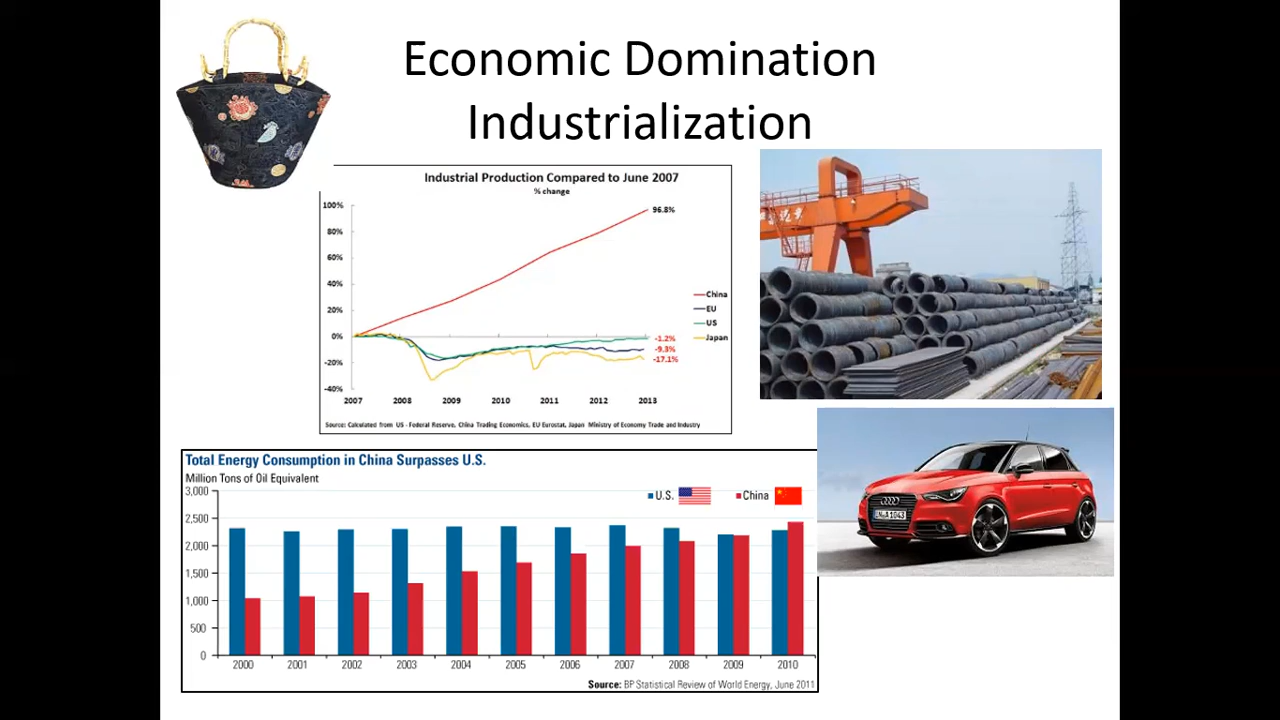 Economic Domination
Industrialization
Industrial Production Compared to June 2007
% change
100%
80%
60%
40%
20%
0%
-20%
-40%
96.8%
China
EU
US
Japan
-1.2%
-9.3%
-17.1%
2007 2008 2009 2010 2011 2012 2013
Source: Calculated from US - Federal Reserve, China Trading Economics, EU Eurostat, Japan Ministry of Economy Trade and Industry
Total Energy Consumption in China Surpasses U.S.
Million Tons of Oil Equivalent
U.S. China
3,000
2,500
2,000
1,500
1,000
500
0
2000 2001 2002 2003 2004 2005 2006 2007 2008 2009 2010
Source: BP Statistical Review of World Energy, June 2011